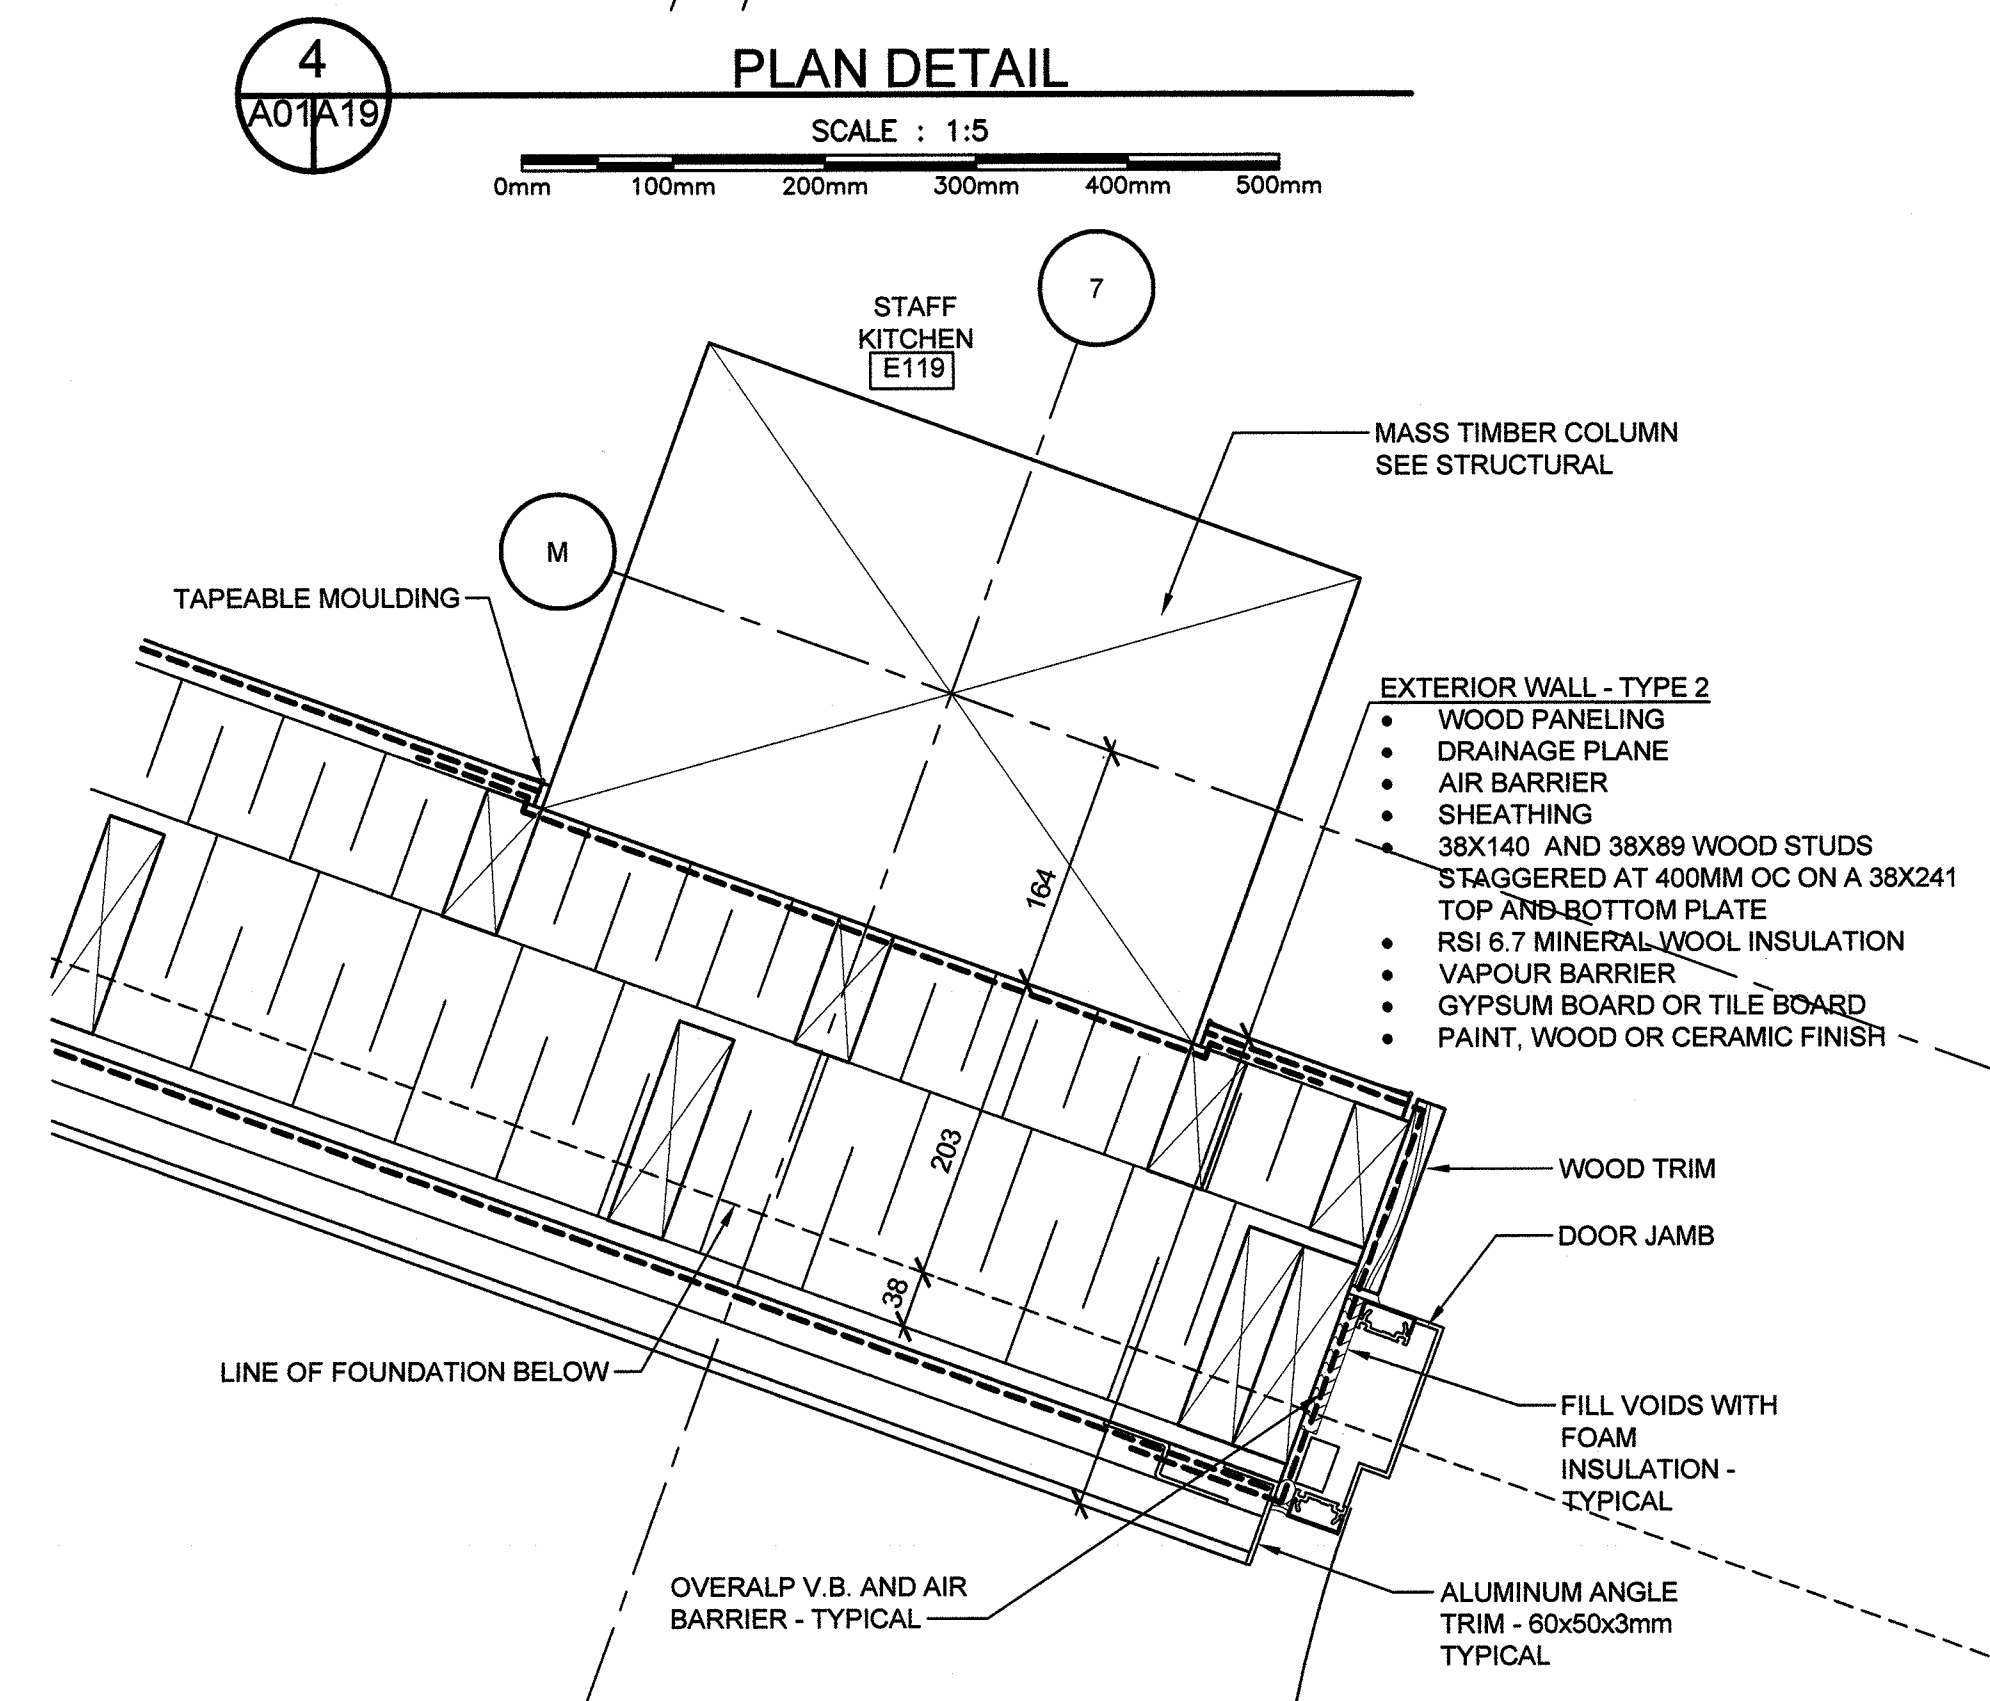 4
A01 A19
PLAN DETAIL
SCALE : 1:5
0mm 100mm 200mm 300mm 400mm 500mm
7
STAFF
KITCHEN
E119
MASS TIMBER COLUMN
SEE STRUCTURAL
M
TAPEABLE MOULDING
EXTERIOR WALL - TYPE 2
• WOOD PANELING
• DRAINAGE PLANE
• AIR BARRIER
• SHEATHING
• 38X140 AND 38X89 WOOD STUDS
STAGGERED AT 400MM OC ON A 38X241
TOP AND BOTTOM PLATE
• RSI 6.7 MINERAL WOOL INSULATION
• VAPOUR BARRIER
• GYPSUM BOARD OR TILE BOARD
• PAINT, WOOD OR CERAMIC FINISH
164
203
38
WOOD TRIM
DOOR JAMB
LINE OF FOUNDATION BELOW
FILL VOIDS WITH
FOAM
INSULATION -
TYPICAL
OVERALP V.B. AND AIR
BARRIER - TYPICAL
ALUMINUM ANGLE
TRIM - 60x50x3mm
TYPICAL